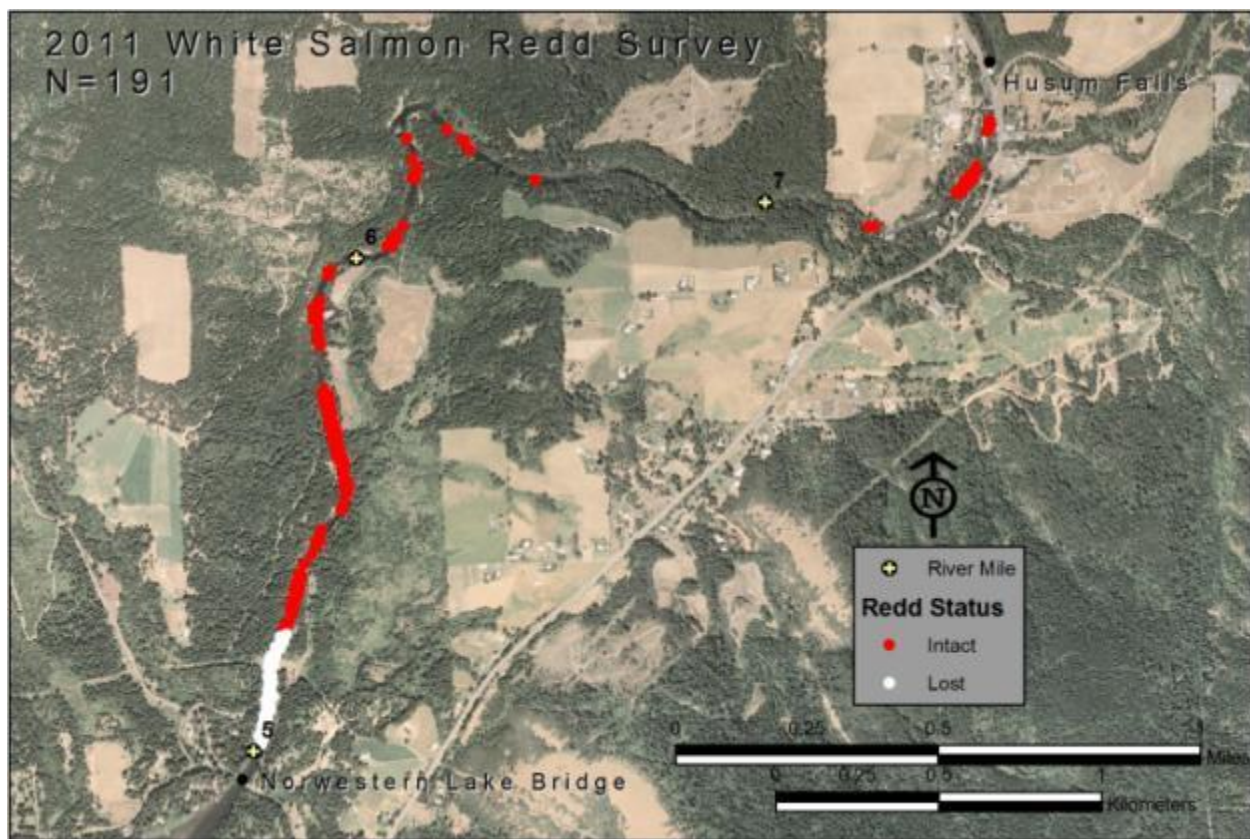 2011 White Salmon Redd Survey
N=191
Husum Falls
7
6
N
River Mile
Redd Status
Intact
Lost
5
Norwestern Lake Bridge
0 0.25 0.5 1
Miles
0 0.25 0.5 1
Kilometers